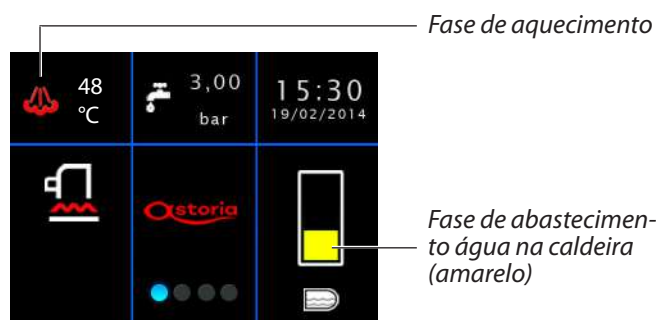 Fase de aquecimento
48
°C
3,00
bar
15:30
19/02/2014
astoria
Fase de abastecimen-
to água na caldeira
(amarelo)